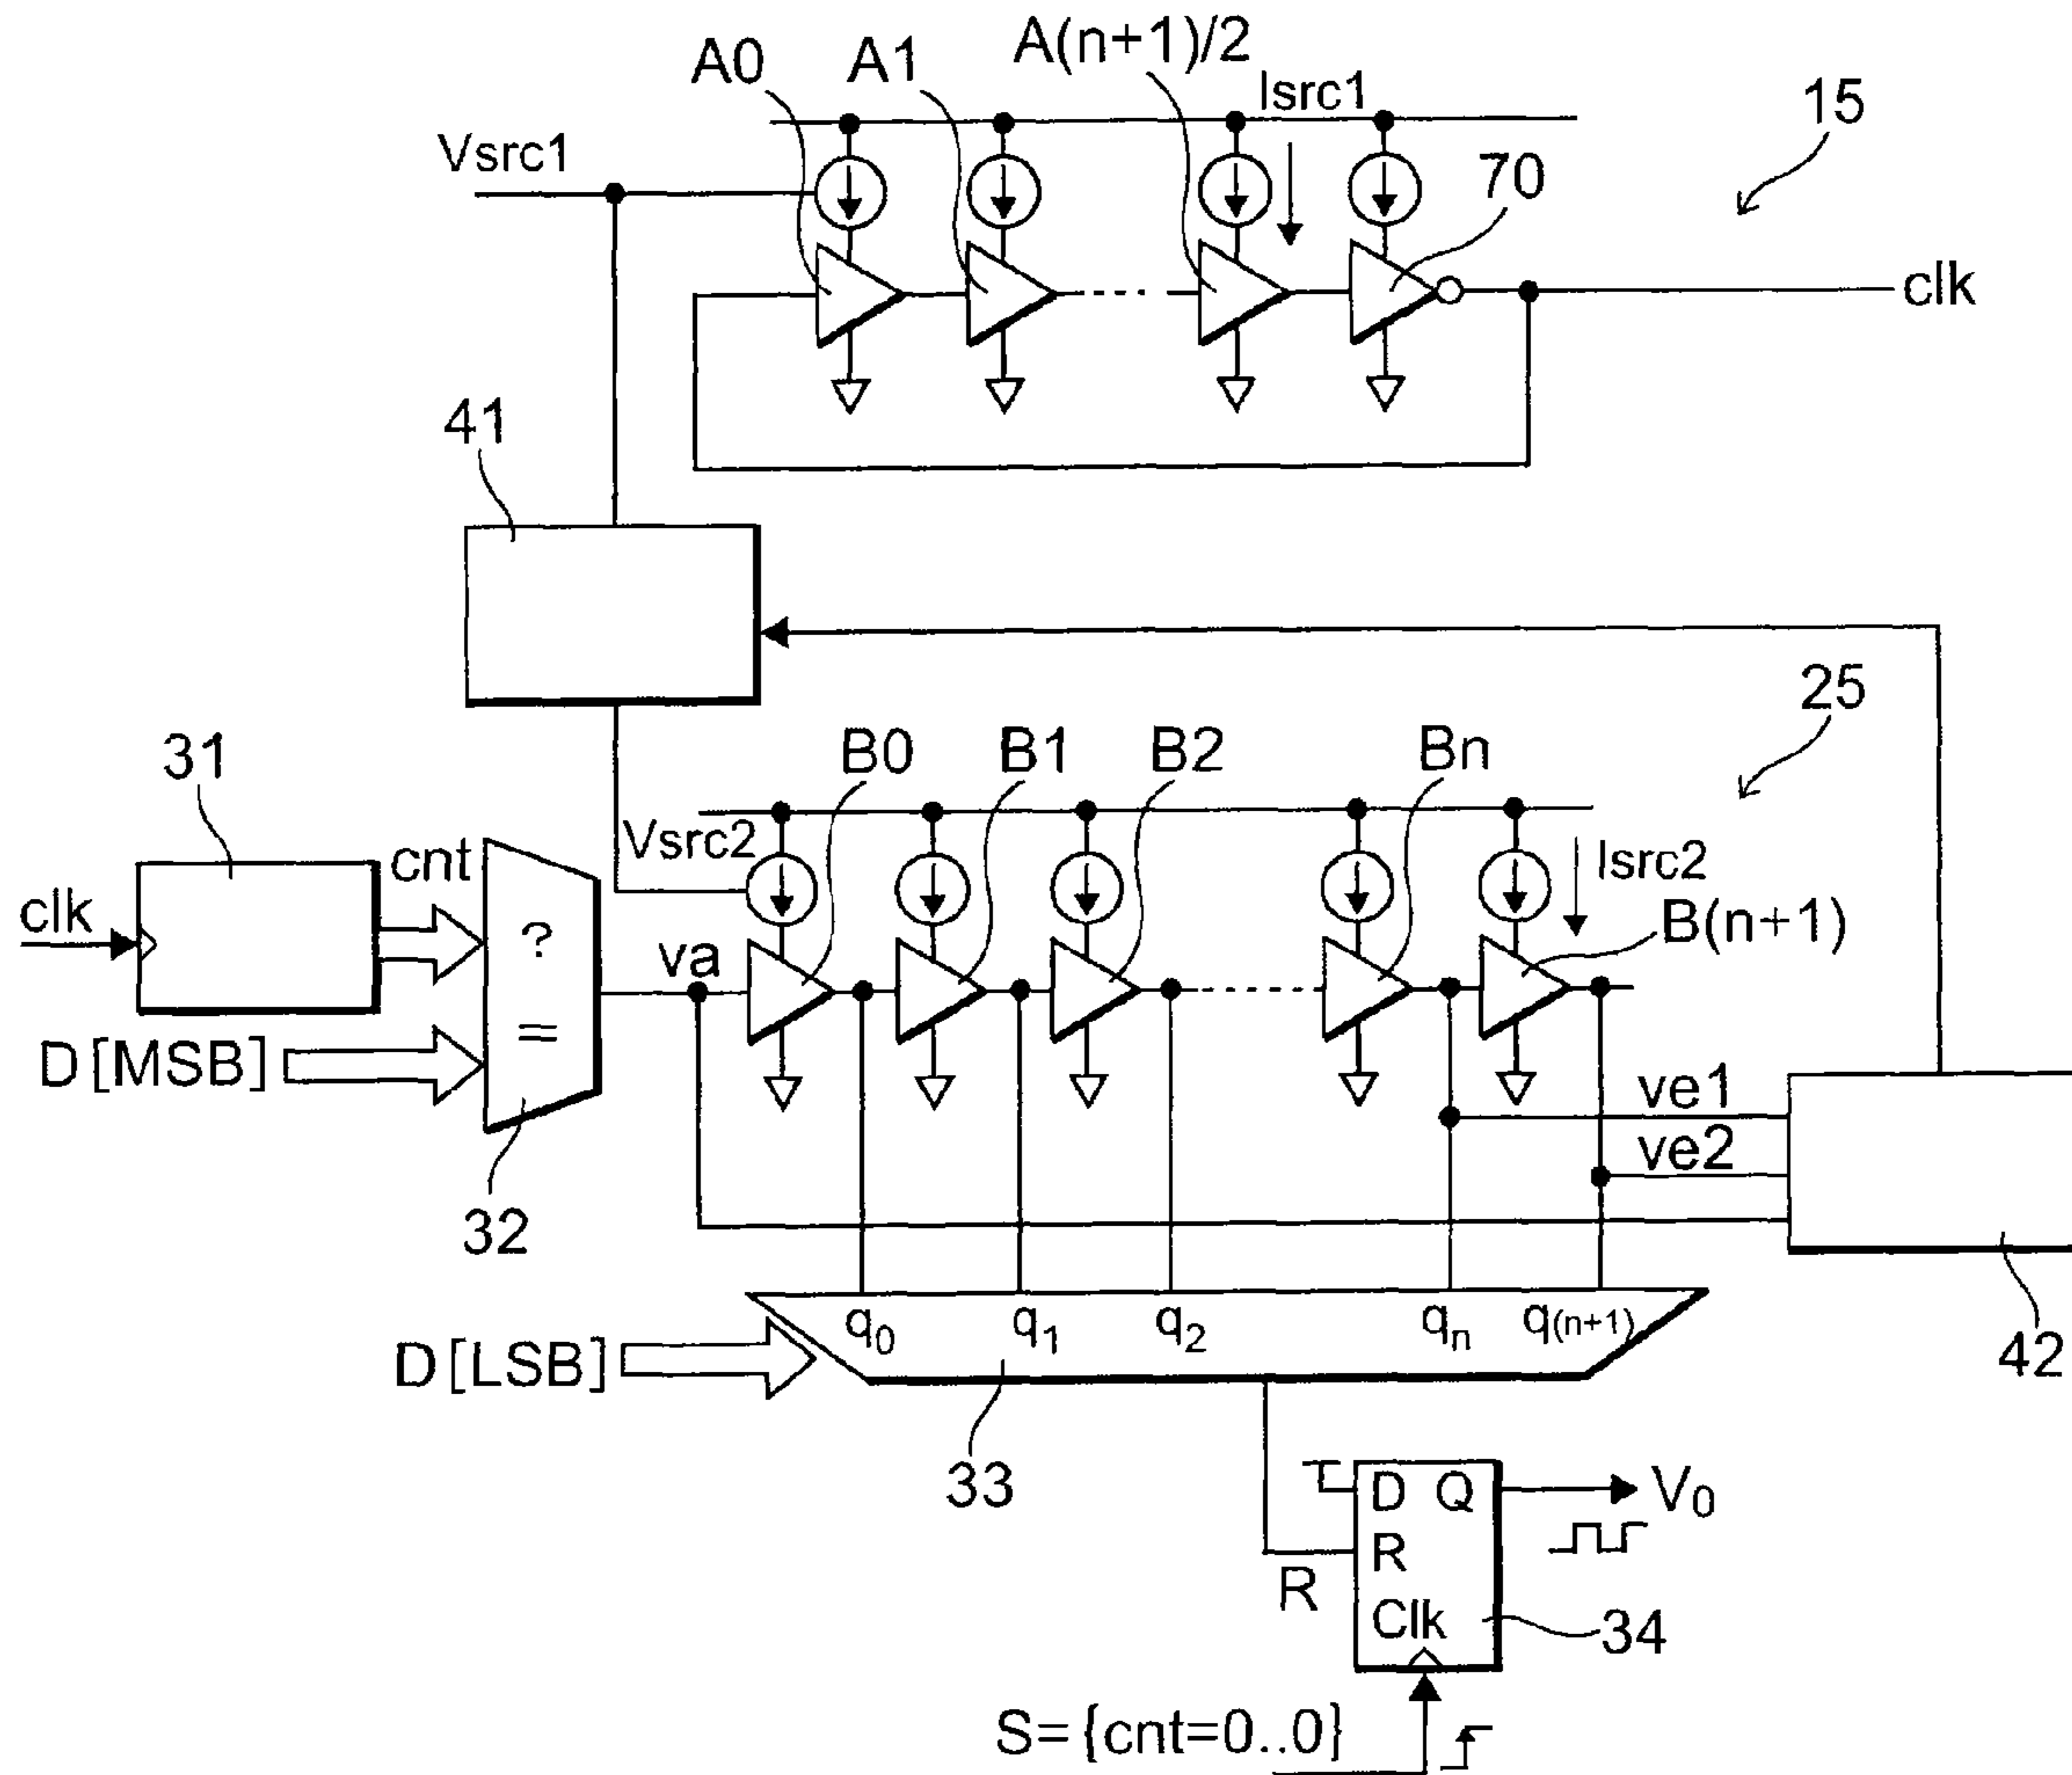 A0 A1 A(n+1)/2
Isrc1
15
Vsrc1
70
clk
41
25
31
B0 B1 B2 Bn
cnt
Vsrc2
Isrc2
clk
?
va
B(n+1)
=
D[MSB]
ve1
ve2
32
q0 q1 q2 qn q(n+1)
D[LSB]
42
33
D Q
V0
R
R
Clk
34
S={cnt=0..0}